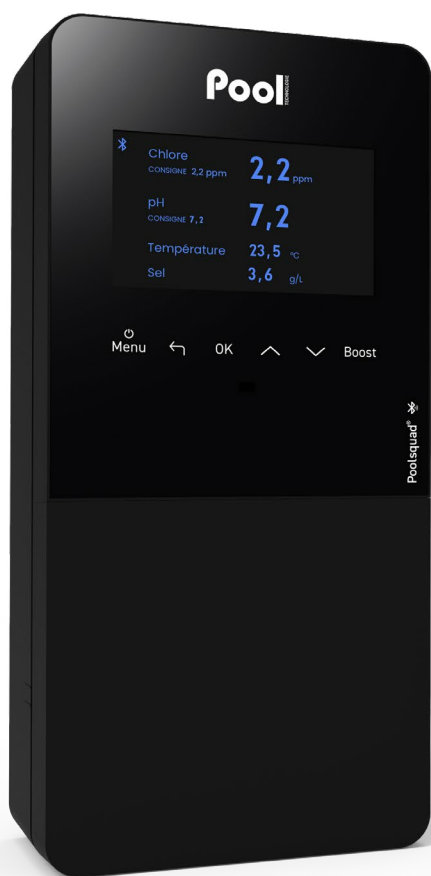 Pool
TECHNOLOGIE
Chlore 2,2 ppm
CONSIGNE 2,2 ppm
pH 7,2
CONSIGNE 7,2
Température 23,5 °C
Sel 3,6 g/L
Menu OK Boost
Poolsquad®